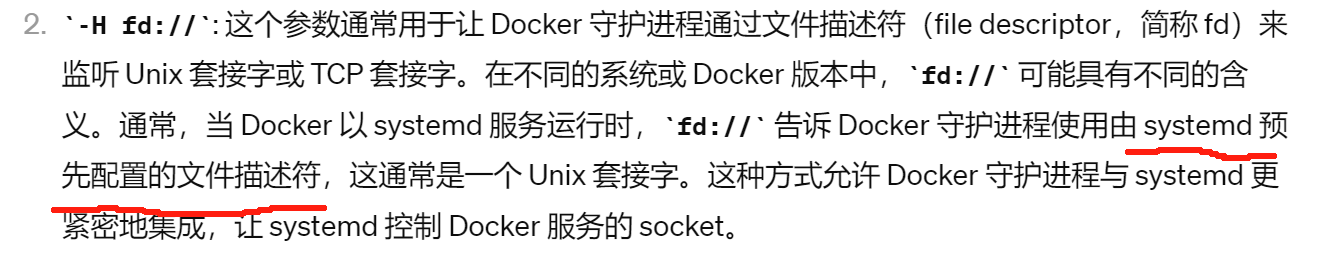 2. `-H fd://`: 这个参数通常用于让 Docker 守护进程通过文件描述符（file descriptor，简称 fd）来
监听 Unix 套接字或 TCP 套接字。在不同的系统或 Docker 版本中，`fd://` 可能具有不同的含
义。通常，当 Docker 以 systemd 服务运行时，`fd://` 告诉 Docker 守护进程使用由 systemd 预
先配置的文件描述符，这通常是一个 Unix 套接字。这种方式允许 Docker 守护进程与 systemd 更
紧密地集成，让 systemd 控制 Docker 服务的 socket。